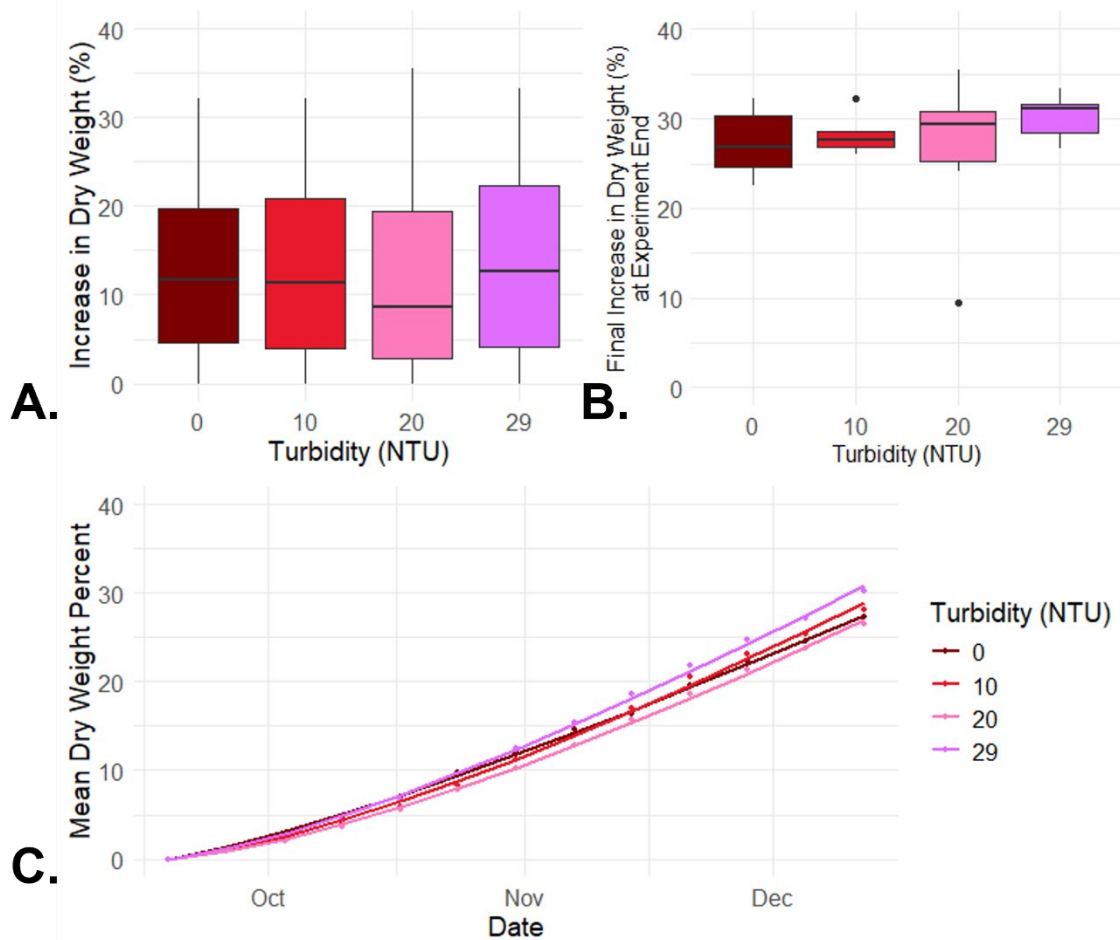 40
30
20
10
0
Increase in Dry Weight (%)
0 10 20 29
Turbidity (NTU)
A.
40
30
20
10
0
Final Increase in Dry Weight (%)
at Experiment End
0 10 20 29
Turbidity (NTU)
B.
40
30
20
10
0
Mean Dry Weight Percent
Oct Nov Dec
Date
C.
Turbidity (NTU)
0
10
20
29